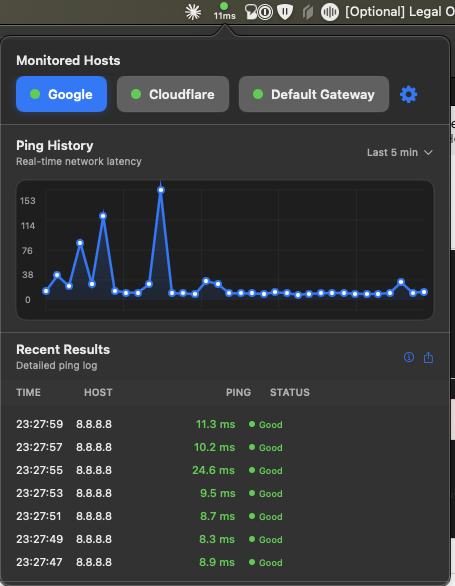 11ms
[Optional] Legal O
Monitored Hosts
Google Cloudflare Default Gateway
Ping History
Real-time network latency
Last 5 min
153
114
76
38
0
Recent Results
Detailed ping log
TIME HOST PING STATUS
23:27:59 8.8.8.8 11.3 ms Good
23:27:57 8.8.8.8 10.2 ms Good
23:27:55 8.8.8.8 24.6 ms Good
23:27:53 8.8.8.8 9.5 ms Good
23:27:51 8.8.8.8 8.7 ms Good
23:27:49 8.8.8.8 8.3 ms Good
23:27:47 8.8.8.8 8.9 ms Good